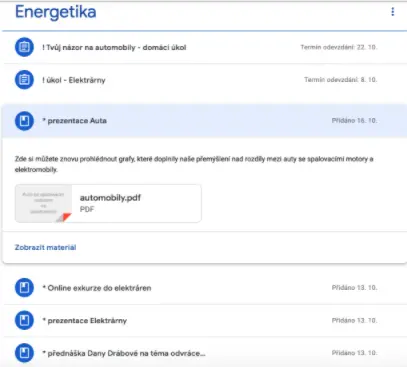 Energetika
! Tvůj názor na automobily - domácí úkol
Termín odevzdání: 22. 10.
! úkol - Elektrárny
Termín odevzdání: 8. 10.
* prezentace Auta
Přidáno 16. 10.
Zde si můžete znovu prohlédnout grafy, které doplnily naše přemýšlení nad rozdíly mezi auty se spalovacími motory a
elektromobily.
automobily.pdf
PDF
Zobrazit materiál
* Online exkurze do elektráren
Přidáno 13. 10.
* prezentace Elektrárny
Přidáno 13. 10.
* přednáška Dany Drábové na téma odvráce...
Přidáno 13. 10.